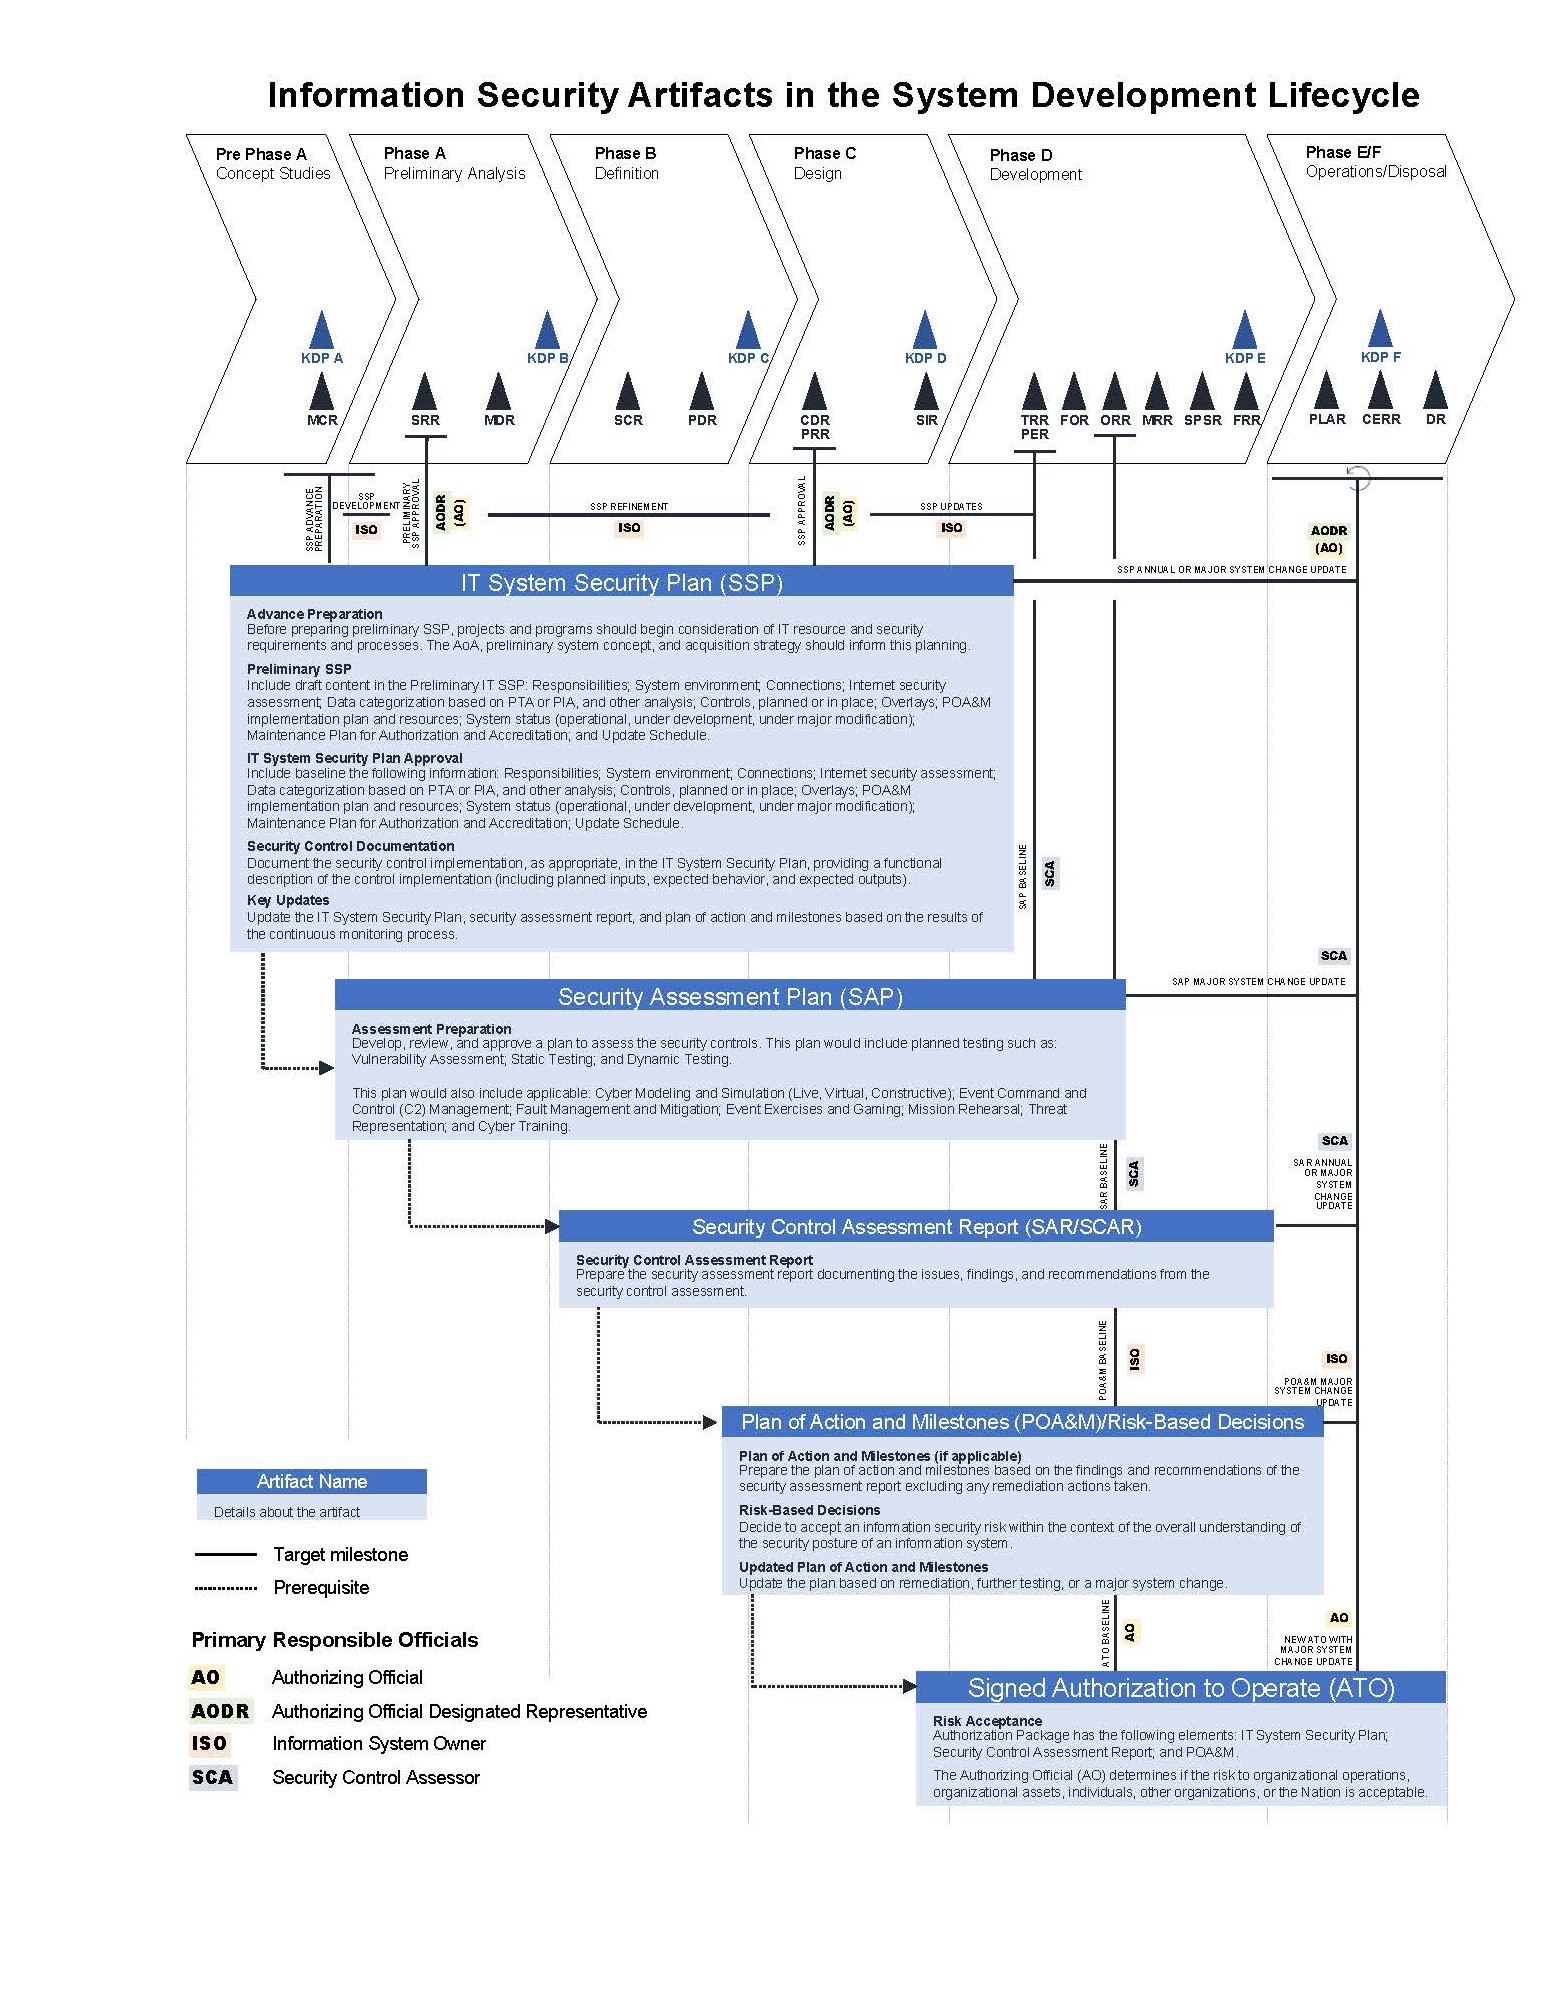 Information Security Artifacts in the System Development Lifecycle
Pre Phase A
Concept Studies
Phase A
Preliminary Analysis
Phase B
Definition
Phase C
Design
Phase D
Development
Phase E/F
Operations/Disposal
KDP A
KDP B
KDP C
KDP D
KDP E
KDP F
MCR
SRR
MDR
SCR
PDR
CDR
PRR
SIR
TRR
PER
FOR
ORR
MRR
SPSR
FRR
PLAR
CERR
DR
SSP ADVANCE
PREPARATION
SSP
DEVELOPMENT
ISO
PRELIMINARY
SSP APPROVAL
AODR
(AO)
SSP REFINEMENT
ISO
SSP APPROVAL
AODR
(AO)
SSP UPDATES
ISO
AODR
(AO)
SSP ANNUAL OR MAJOR SYSTEM CHANGE UPDATE
IT System Security Plan (SSP)
Advance Preparation
Before preparing preliminary SSP, projects and programs should begin consideration of IT resource and security
requirements and processes. The AoA, preliminary system concept, and acquisition strategy should inform this planning.
Preliminary SSP
Include draft content in the Preliminary IT SSP: Responsibilities; System environment; Connections; Internet security
assessment; Data categorization based on PTA or PIA, and other analysis; Controls, planned or in place; Overlays; POA&M
implementation plan and resources; System status (operational, under development, under major modification);
Maintenance Plan for Authorization and Accreditation; and Update Schedule.
IT System Security Plan Approval
Include baseline the following information: Responsibilities; System environment; Connections; Internet security assessment;
Data categorization based on PTA or PIA, and other analysis; Controls, planned or in place; Overlays; POA&M
implementation plan and resources; System status (operational, under development, under major modification);
Maintenance Plan for Authorization and Accreditation; Update Schedule.
Security Control Documentation
Document the security control implementation, as appropriate, in the IT System Security Plan, providing a functional
description of the control implementation (including planned inputs, expected behavior, and expected outputs).
Key Updates
Update the IT System Security Plan, security assessment report, and plan of action and milestones based on the results of
the continuous monitoring process.
SAP BASELINE
SCA
SCA
SAP MAJOR SYSTEM CHANGE UPDATE
Security Assessment Plan (SAP)
Assessment Preparation
Develop, review, and approve a plan to assess the security controls. This plan would include planned testing such as:
Vulnerability Assessment; Static Testing; and Dynamic Testing.
This plan would also include applicable: Cyber Modeling and Simulation (Live, Virtual, Constructive); Event Command and
Control (C2) Management; Fault Management and Mitigation; Event Exercises and Gaming; Mission Rehearsal; Threat
Representation; and Cyber Training.
SAR BASELINE
SCA
SCA
SAR ANNUAL
OR MAJOR
SYSTEM
CHANGE
UPDATE
Security Control Assessment Report (SAR/SCAR)
Security Control Assessment Report
Prepare the security assessment report documenting the issues, findings, and recommendations from the
security control assessment.
POA&M BASELINE
ISO
ISO
POA&M MAJOR
SYSTEM CHANGE
UPDATE
Plan of Action and Milestones (POA&M)/Risk-Based Decisions
Plan of Action and Milestones (if applicable)
Prepare the plan of action and milestones based on the findings and recommendations of the
security assessment report excluding any remediation actions taken.
Risk-Based Decisions
Decide to accept an information security risk within the context of the overall understanding of
the security posture of an information system.
Updated Plan of Action and Milestones
Update the plan based on remediation, further testing, or a major system change.
ATO BASELINE
AO
AO
NEW ATO WITH
MAJOR SYSTEM
CHANGE UPDATE
Signed Authorization to Operate (ATO)
Risk Acceptance
Authorization Package has the following elements: IT System Security Plan;
Security Control Assessment Report; and POA&M.
The Authorizing Official (AO) determines if the risk to organizational operations,
organizational assets, individuals, other organizations, or the Nation is acceptable.
Artifact Name
Details about the artifact
Target milestone
Prerequisite
Primary Responsible Officials
AO Authorizing Official
AODR Authorizing Official Designated Representative
ISO Information System Owner
SCA Security Control Assessor